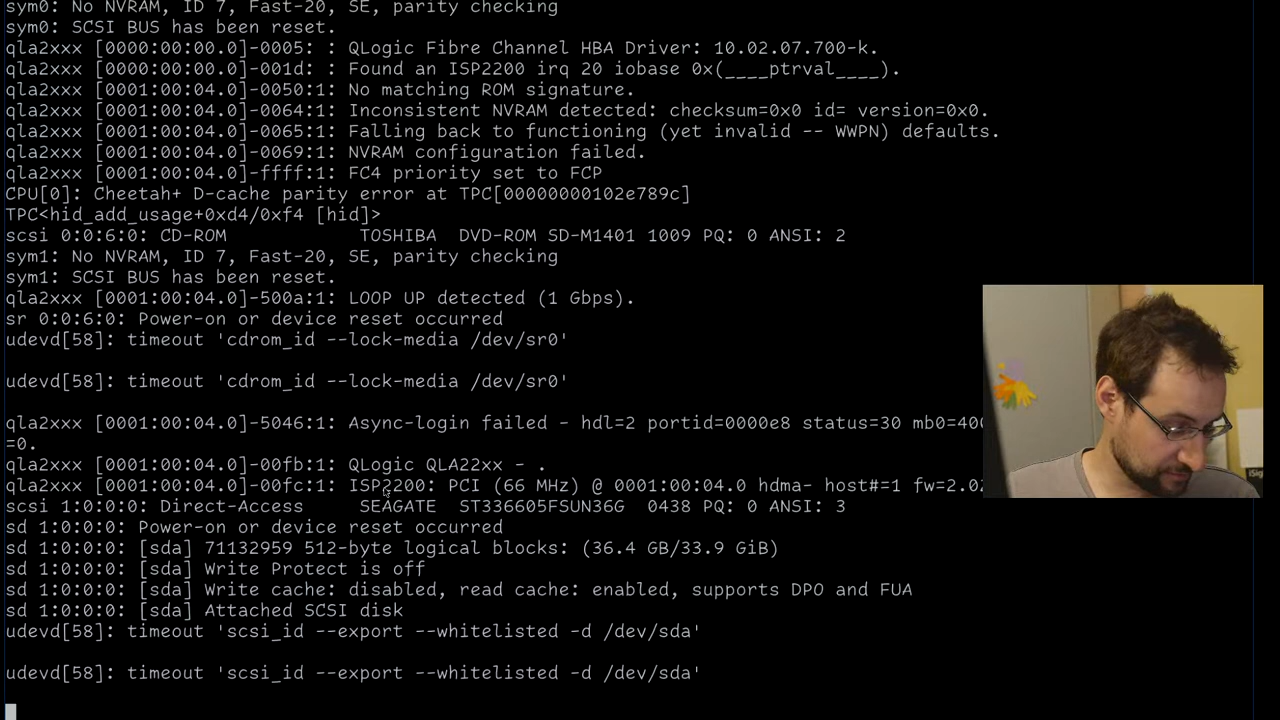 sym0: No NVRAM, ID 7, Fast-20, SE, parity checking
sym0: SCSI BUS has been reset.
qla2xxx [0000:00:00.0]-0005: : QLogic Fibre Channel HBA Driver: 10.02.07.700-k.
qla2xxx [0000:00:00.0]-001d: : Found an ISP2200 irq 20 iobase 0x(____ptrval____).
qla2xxx [0001:00:04.0]-0050:1: No matching ROM signature.
qla2xxx [0001:00:04.0]-0064:1: Inconsistent NVRAM detected: checksum=0x0 id= version=0x0.
qla2xxx [0001:00:04.0]-0065:1: Falling back to functioning (yet invalid -- WWPN) defaults.
qla2xxx [0001:00:04.0]-0069:1: NVRAM configuration failed.
qla2xxx [0001:00:04.0]-ffff:1: FC4 priority set to FCP
CPU[0]: Cheetah+ D-cache parity error at TPC[00000000102e789c]
TPC<hid_add_usage+0xd4/0xf4 [hid]>
scsi 0:0:6:0: CD-ROM            TOSHIBA  DVD-ROM SD-M1401 1009 PQ: 0 ANSI: 2
sym1: No NVRAM, ID 7, Fast-20, SE, parity checking
sym1: SCSI BUS has been reset.
qla2xxx [0001:00:04.0]-500a:1: LOOP UP detected (1 Gbps).
sr 0:0:6:0: Power-on or device reset occurred
udevd[58]: timeout 'cdrom_id --lock-media /dev/sr0'
udevd[58]: timeout 'cdrom_id --lock-media /dev/sr0'
qla2xxx [0001:00:04.0]-5046:1: Async-login failed - hdl=2 portid=0000e8 status=30
=0.
qla2xxx [0001:00:04.0]-00fb:1: QLogic QLA22xx - .
qla2xxx [0001:00:04.0]-00fc:1: ISP2200: PCI (66 MHz) @ 0001:00:04.0 hdma- host#=1
scsi 1:0:0:0: Direct-Access     SEAGATE  ST336605FSUN36G  0438 PQ: 0 ANSI: 3
sd 1:0:0:0: Power-on or device reset occurred
sd 1:0:0:0: [sda] 71132959 512-byte logical blocks: (36.4 GB/33.9 GiB)
sd 1:0:0:0: [sda] Write Protect is off
sd 1:0:0:0: [sda] Write cache: disabled, read cache: enabled, supports DPO and FUA
sd 1:0:0:0: [sda] Attached SCSI disk
udevd[58]: timeout 'scsi_id --export --whitelisted -d /dev/sda'
udevd[58]: timeout 'scsi_id --export --whitelisted -d /dev/sda'